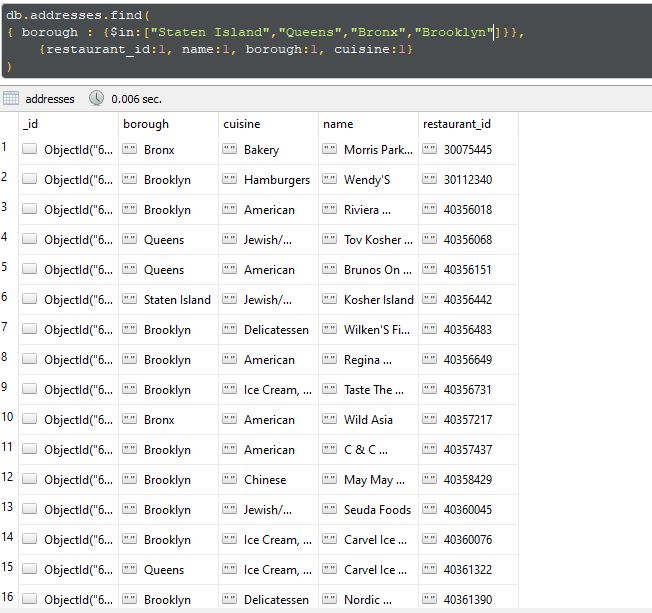 db.addresses.find(
{ borough : {$in:["Staten Island","Queens","Bronx","Brooklyn"]}},
{restaurant_id:1, name:1, borough:1, cuisine:1}
)
addresses 0.006 sec.
_id borough cuisine name restaurant_id
1 ObjectId("6... "" Bronx "" Bakery "" Morris Park... "" 30075445
2 ObjectId("6... "" Brooklyn "" Hamburgers "" Wendy'S "" 30112340
3 ObjectId("6... "" Brooklyn "" American "" Riviera ... "" 40356018
4 ObjectId("6... "" Queens "" Jewish/... "" Tov Kosher ... "" 40356068
5 ObjectId("6... "" Queens "" American "" Brunos On ... "" 40356151
6 ObjectId("6... "" Staten Island "" Jewish/... "" Kosher Island "" 40356442
7 ObjectId("6... "" Brooklyn "" Delicatessen "" Wilken'S Fi... "" 40356483
8 ObjectId("6... "" Brooklyn "" American "" Regina ... "" 40356649
9 ObjectId("6... "" Brooklyn "" Ice Cream, ... "" Taste The ... "" 40356731
10 ObjectId("6... "" Bronx "" American "" Wild Asia "" 40357217
11 ObjectId("6... "" Brooklyn "" American "" C & C ... "" 40357437
12 ObjectId("6... "" Brooklyn "" Chinese "" May May ... "" 40358429
13 ObjectId("6... "" Brooklyn "" Jewish/... "" Seuda Foods "" 40360045
14 ObjectId("6... "" Brooklyn "" Ice Cream, ... "" Carvel Ice ... "" 40360076
15 ObjectId("6... "" Queens "" Ice Cream, ... "" Carvel Ice ... "" 40361322
16 ObjectId("6... "" Brooklyn "" Delicatessen "" Nordic ... "" 40361390